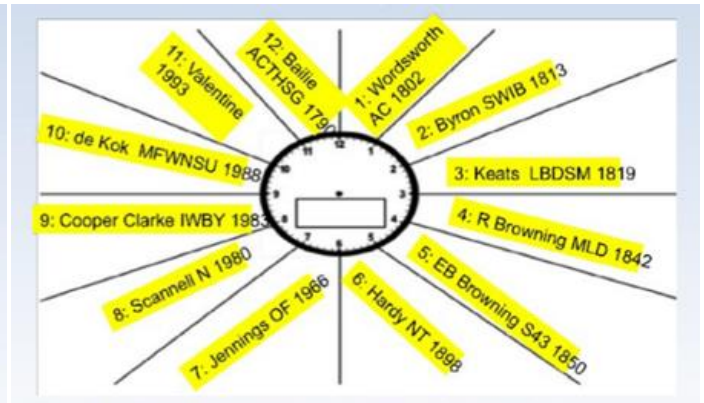 12: Bailie
ACTHSG 1790
1: Wordsworth
AC 1802
2: Byron SWIB 1813
3: Keats LBDSM 1819
4: R Browning MLD 1842
5: EB Browning S43 1850
6: Hardy NT 1898
7: Jennings OF 1966
8: Scannell N 1980
9: Cooper Clarke IWBY 1983
10: de Kok MFWNSU 1988
11: Valentine
1993
12
1
2
3
4
5
6
7
8
9
10
11